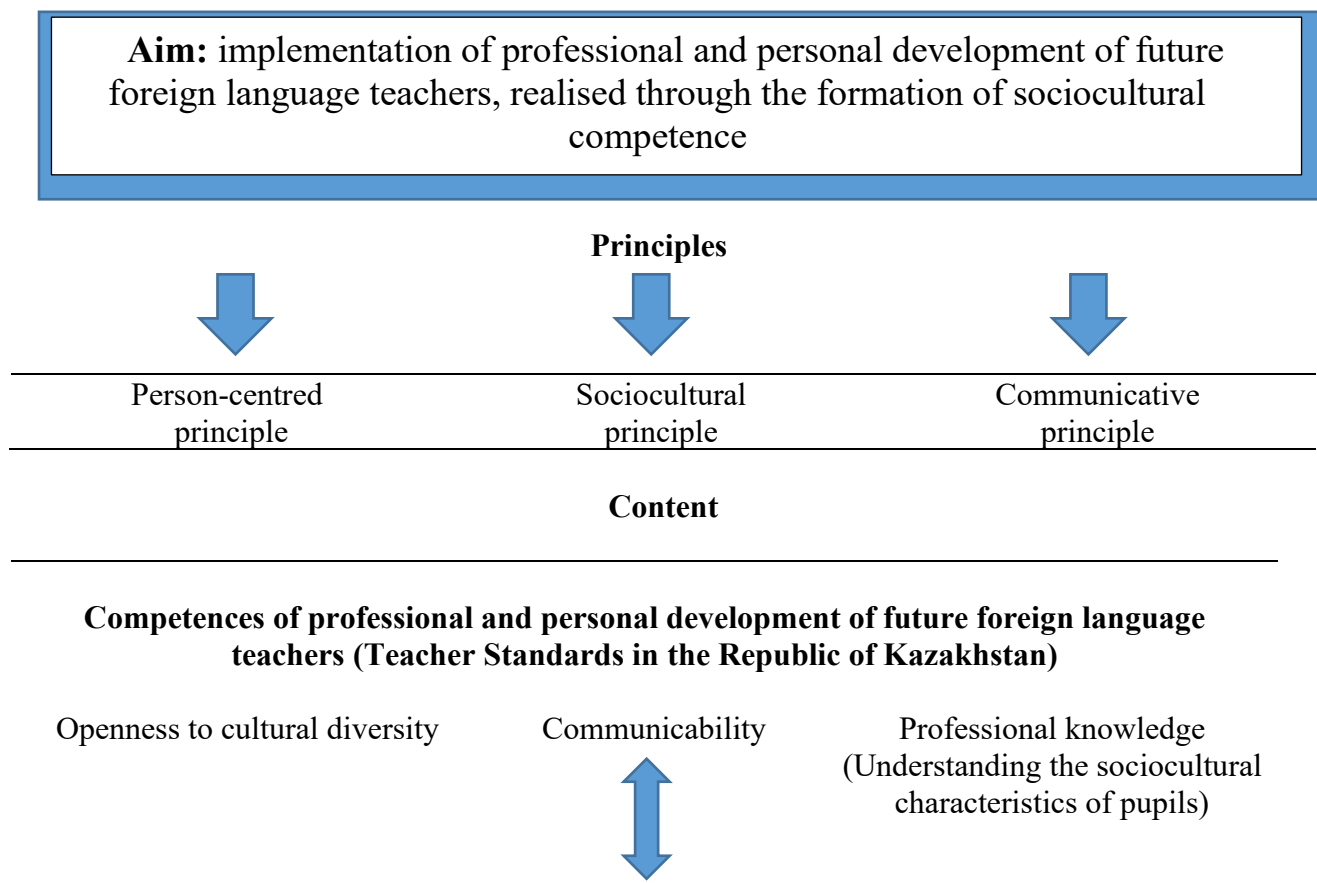 Aim: implementation of professional and personal development of future
foreign language teachers, realised through the formation of sociocultural
competence
Principles
Person-centred
principle
Sociocultural
principle
Communicative
principle
Content
Competences of professional and personal development of future foreign language
teachers (Teacher Standards in the Republic of Kazakhstan)
Openness to cultural diversity
Communicability
Professional knowledge
(Understanding the sociocultural
characteristics of pupils)